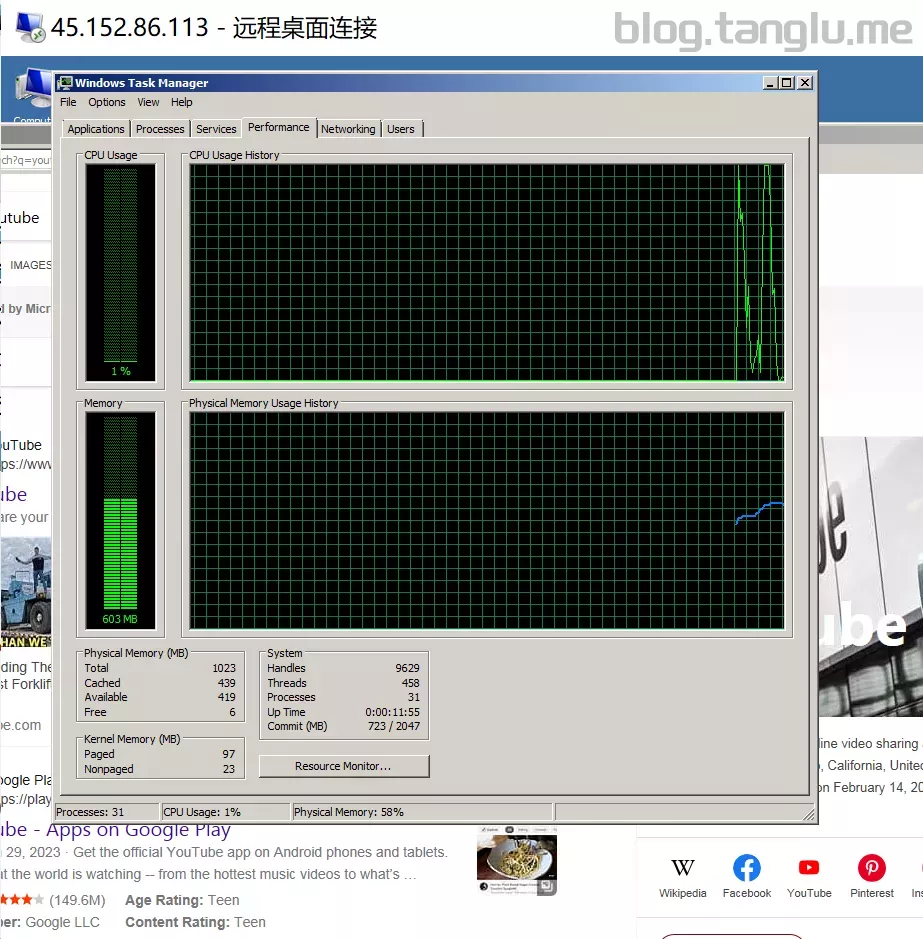 45.152.86.113 - 远程桌面连接
blog.tanglu.me
Windows Task Manager
File Options View Help
Applications Processes Services Performance Networking Users
CPU Usage
CPU Usage History
1 %
Memory
Physical Memory Usage History
603 MB
Physical Memory (MB)
Total 1023
Cached 439
Available 419
Free 6
Kernel Memory (MB)
Paged 97
Nonpaged 23
System
Handles 9629
Threads 458
Processes 31
Up Time 0:00:11:55
Commit (MB) 723 / 2047
Resource Monitor...
Processes: 31 CPU Usage: 1% Physical Memory: 58%
ch?q=you
utube
IMAGES
d by Micr
uTube
ps://www
ube
are your
HAN WE
ding The
st Forklif
be.com
oogle Pla
ps://play
ube - Apps on Google Play
29, 2023 · Get the official YouTube app on Android phones and tablets.
at the world is watching -- from the hottest music videos to what's …
(149.6M) Age Rating: Teen
per: Google LLC Content Rating: Teen
ube
line video sharing
, California, United
on February 14, 20
W
Wikipedia Facebook YouTube Pinterest Ins